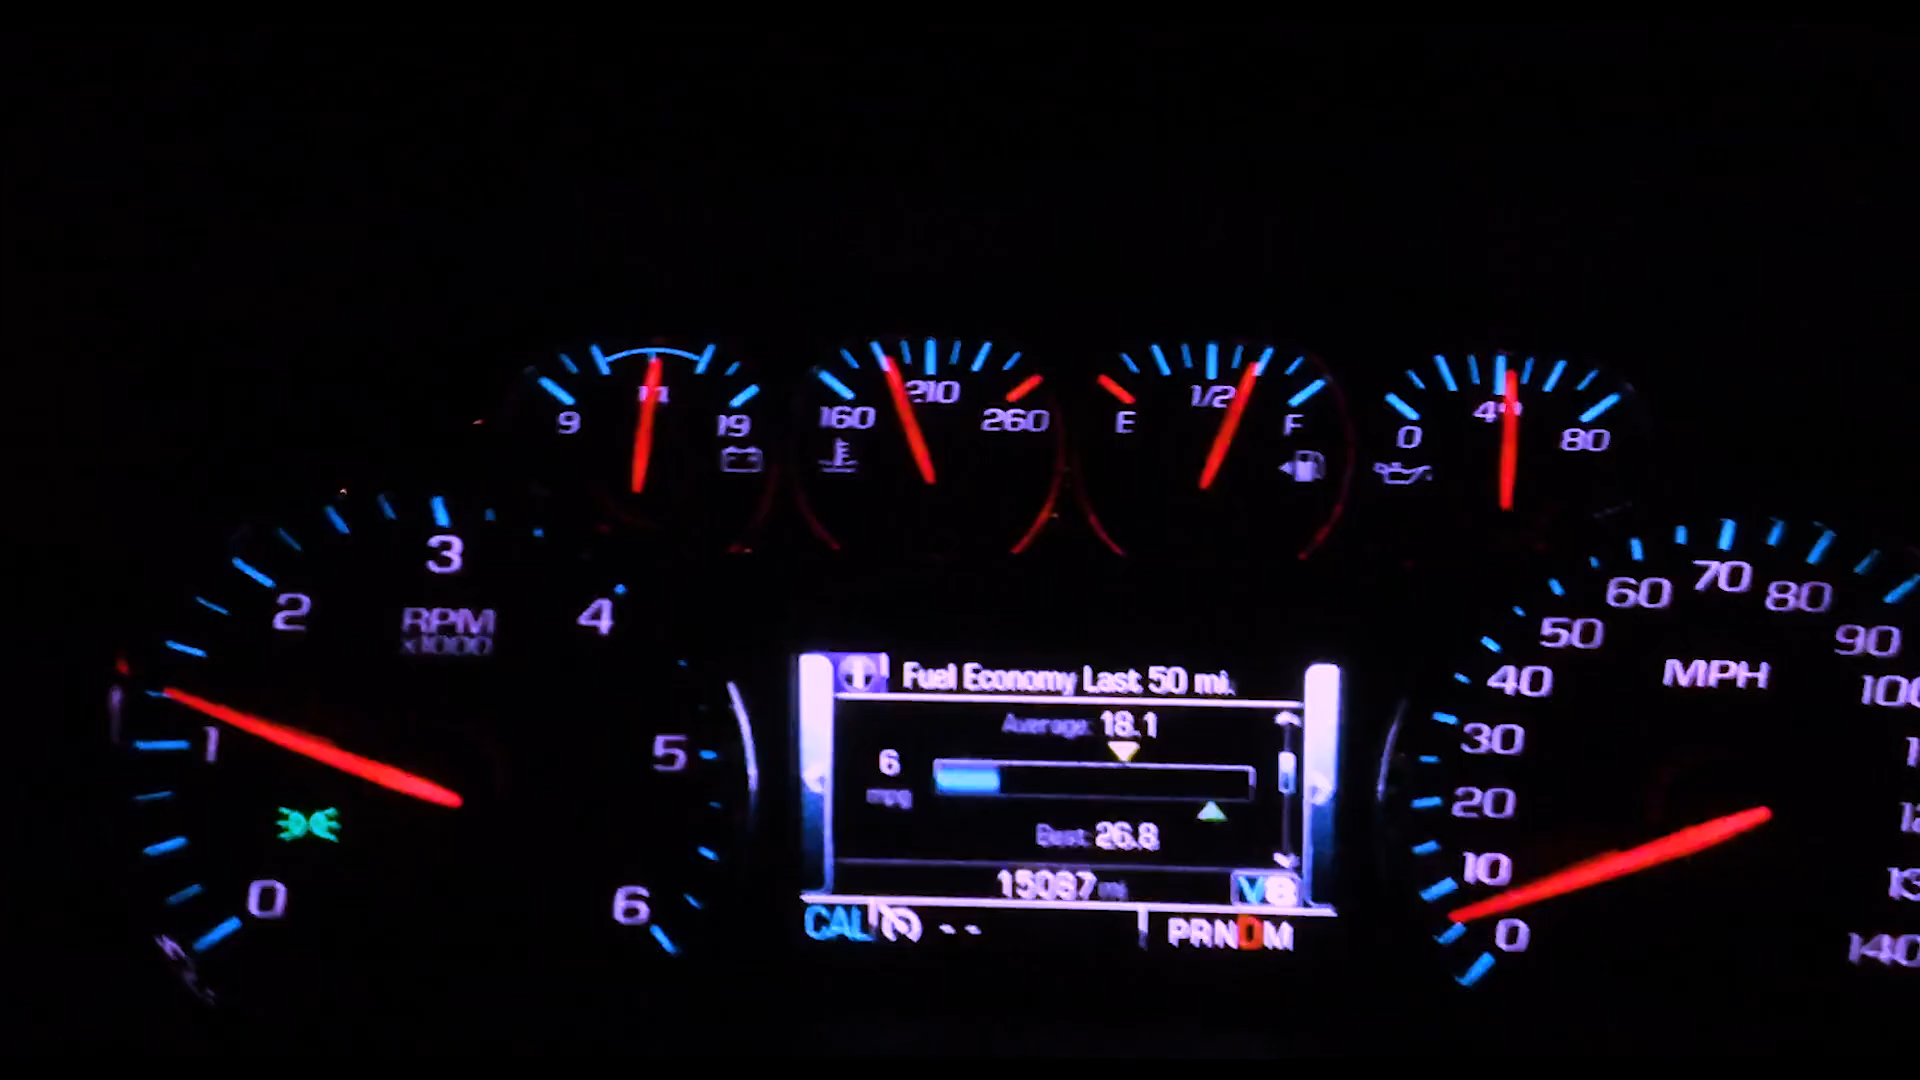 9 19
160 210 260
E 1/2 F
0 80
0 1 2 3 4 5 6
RPM
x1000
Fuel Economy Last 50 mi.
Average: 18.1
6
mpg
Best: 26.8
15087 mi
V8
CAL -- PRNDM
0 10 20 30 40 50 60 70 80 90
MPH
140